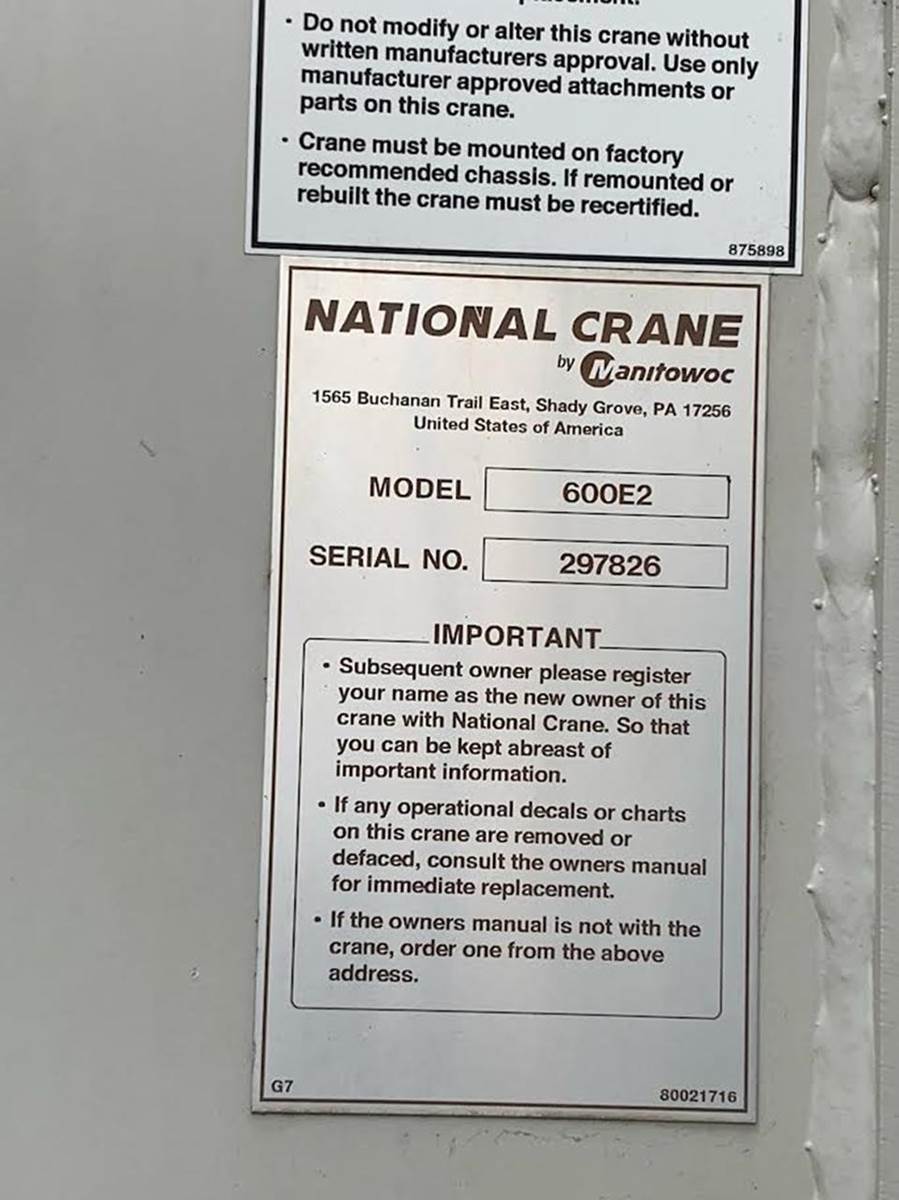 · Do not modify or alter this crane without
written manufacturers approval. Use only
manufacturer approved attachments or
parts on this crane.
· Crane must be mounted on factory
recommended chassis. If remounted or
rebuilt the crane must be recertified.
875898
NATIONAL CRANE
by Manitowoc
1565 Buchanan Trail East, Shady Grove, PA 17256
United States of America
MODEL 600E2
SERIAL NO. 297826
IMPORTANT
• Subsequent owner please register
your name as the new owner of this
crane with National Crane. So that
you can be kept abreast of
important information.
• If any operational decals or charts
on this crane are removed or
defaced, consult the owners manual
for immediate replacement.
• If the owners manual is not with the
crane, order one from the above
address.
G7 80021716